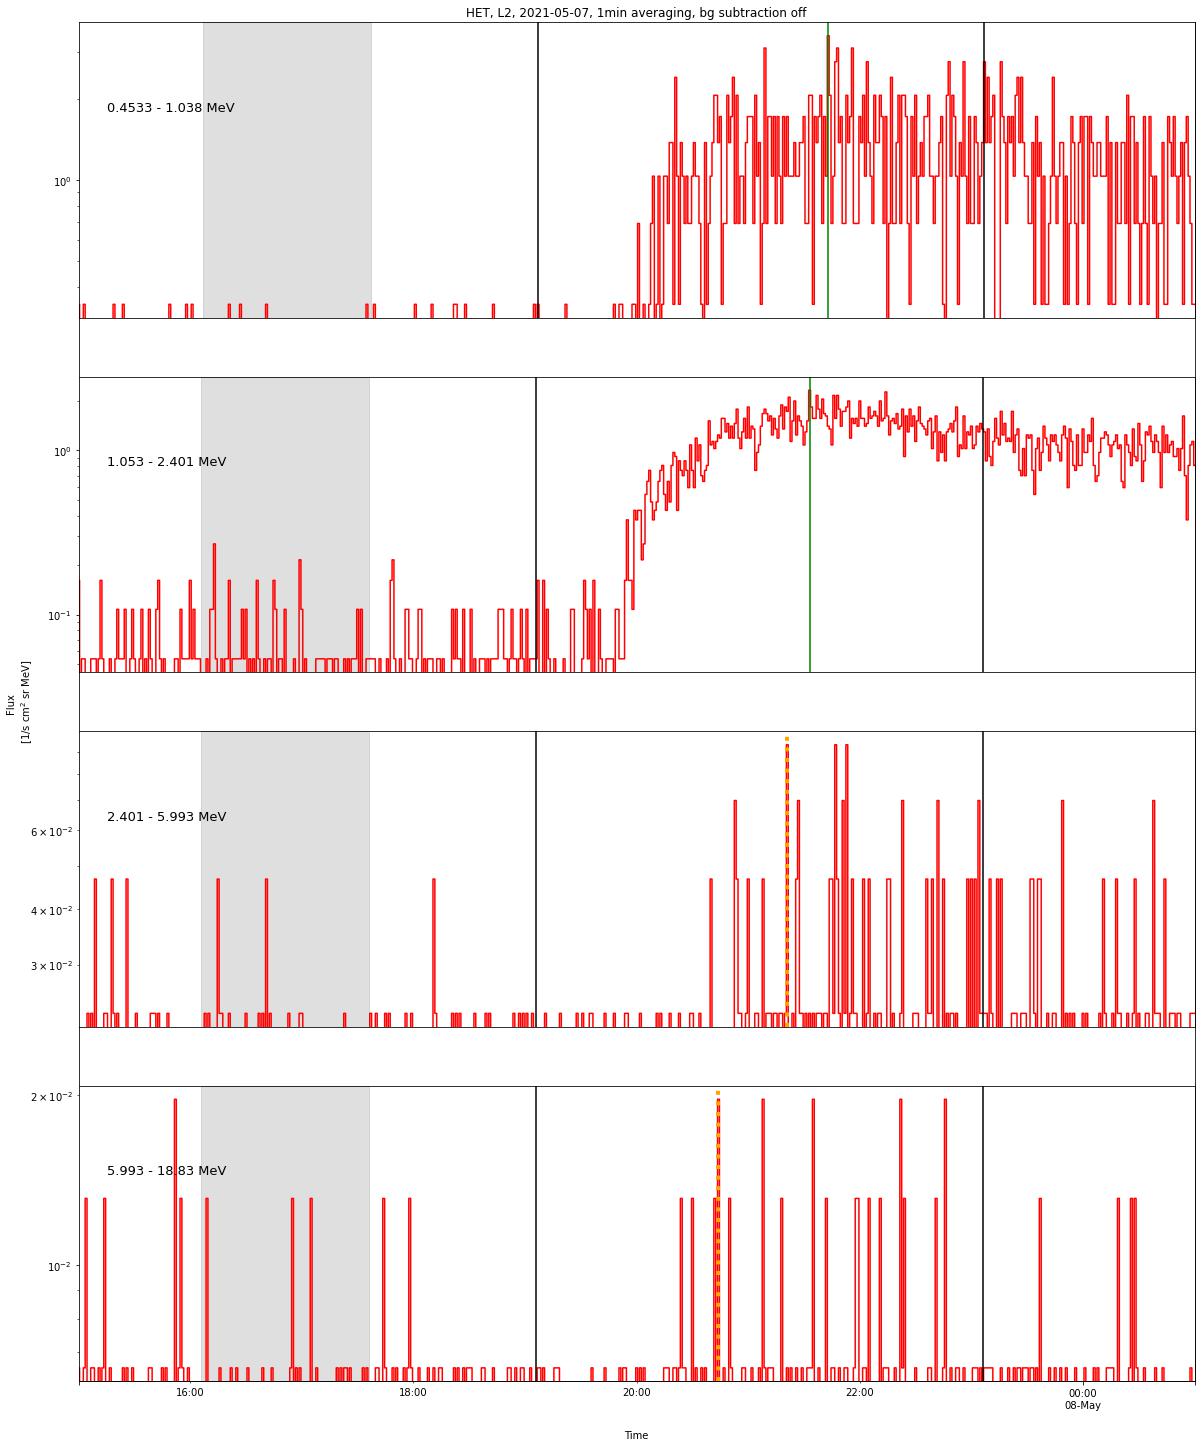 HET, L2, 2021-05-07, 1min averaging, bg subtraction off
0.4533 - 1.038 MeV
10⁰
1.053 - 2.401 MeV
10⁰
10⁻¹
Flux
[1/s cm² sr MeV]
2.401 - 5.993 MeV
6 × 10⁻²
4 × 10⁻²
3 × 10⁻²
5.993 - 18.83 MeV
2 × 10⁻²
10⁻²
16:00 18:00 20:00 22:00 00:00
08-May
Time